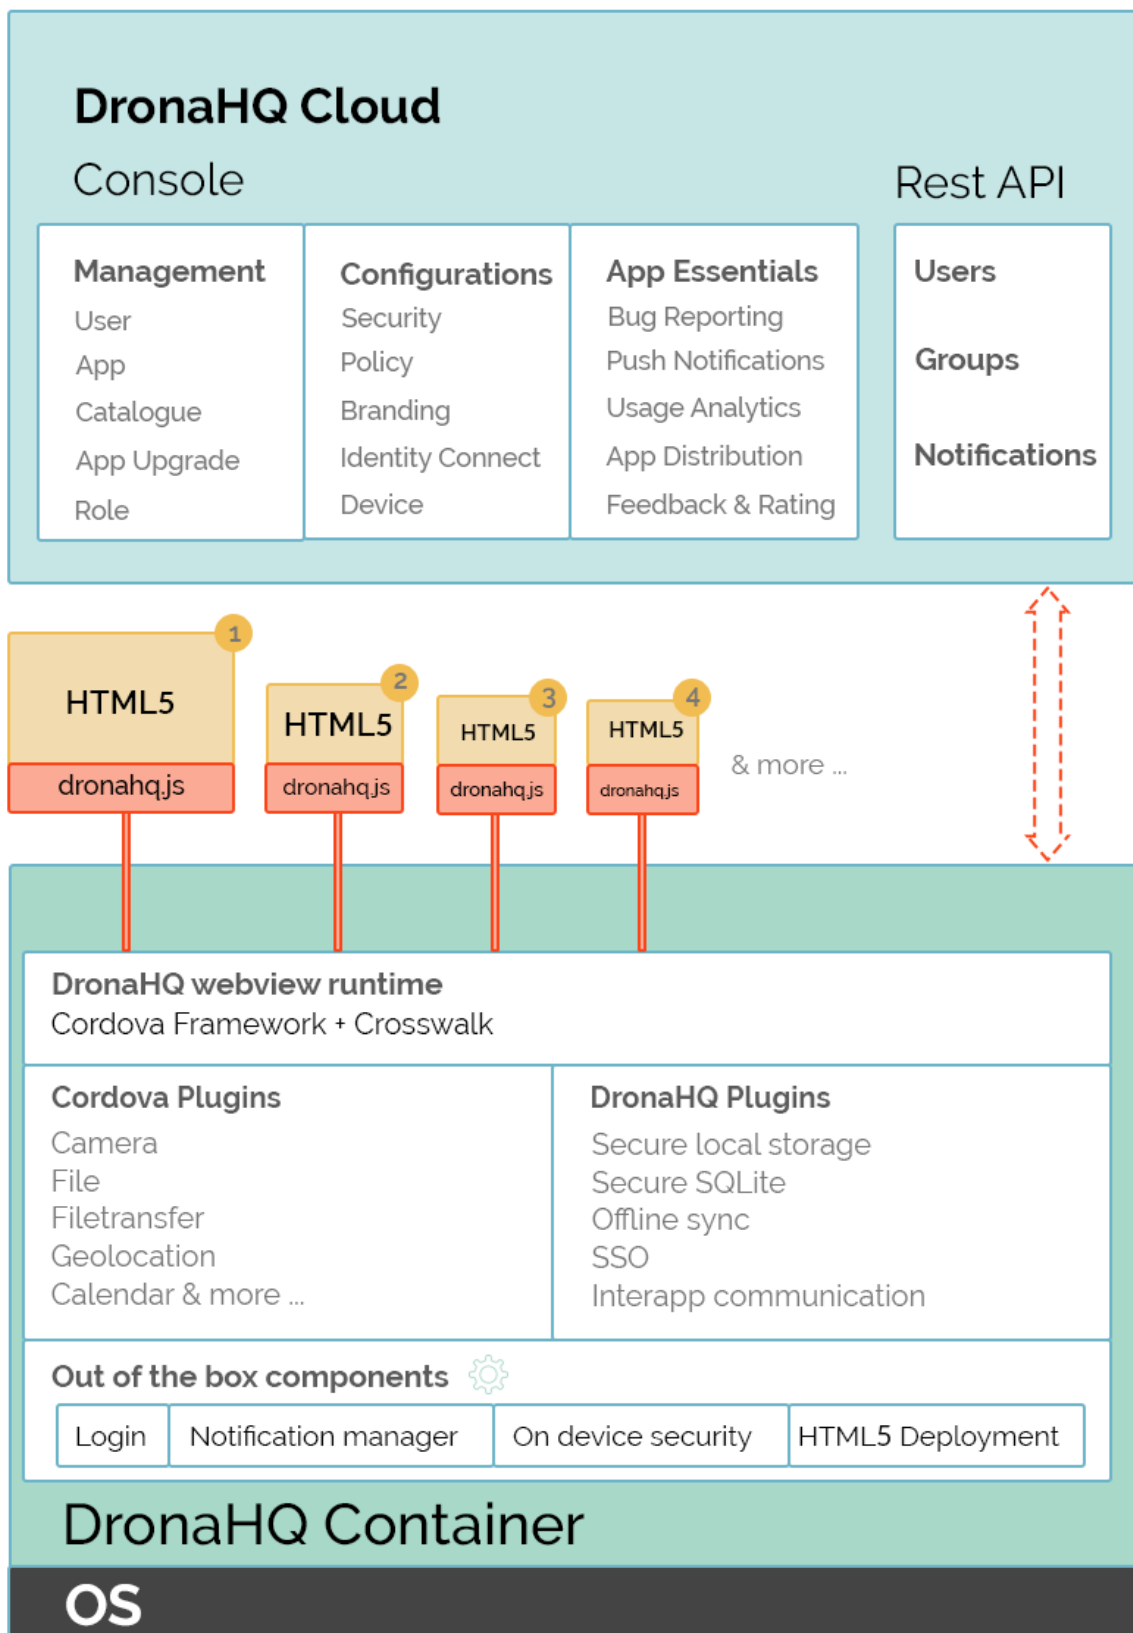 DronaHQ Cloud
Console
Rest API
Management
User
App
Catalogue
App Upgrade
Role
Configurations
Security
Policy
Branding
Identity Connect
Device
App Essentials
Bug Reporting
Push Notifications
Usage Analytics
App Distribution
Feedback & Rating
Users
Groups
Notifications
1
HTML5
dronahq.js
2
HTML5
dronahq.js
3
HTML5
dronahq.js
4
HTML5
dronahq.js
& more ...
DronaHQ webview runtime
Cordova Framework + Crosswalk
Cordova Plugins
Camera
File
Filetransfer
Geolocation
Calendar & more ...
DronaHQ Plugins
Secure local storage
Secure SQLite
Offline sync
SSO
Interapp communication
Out of the box components
Login
Notification manager
On device security
HTML5 Deployment
DronaHQ Container
OS